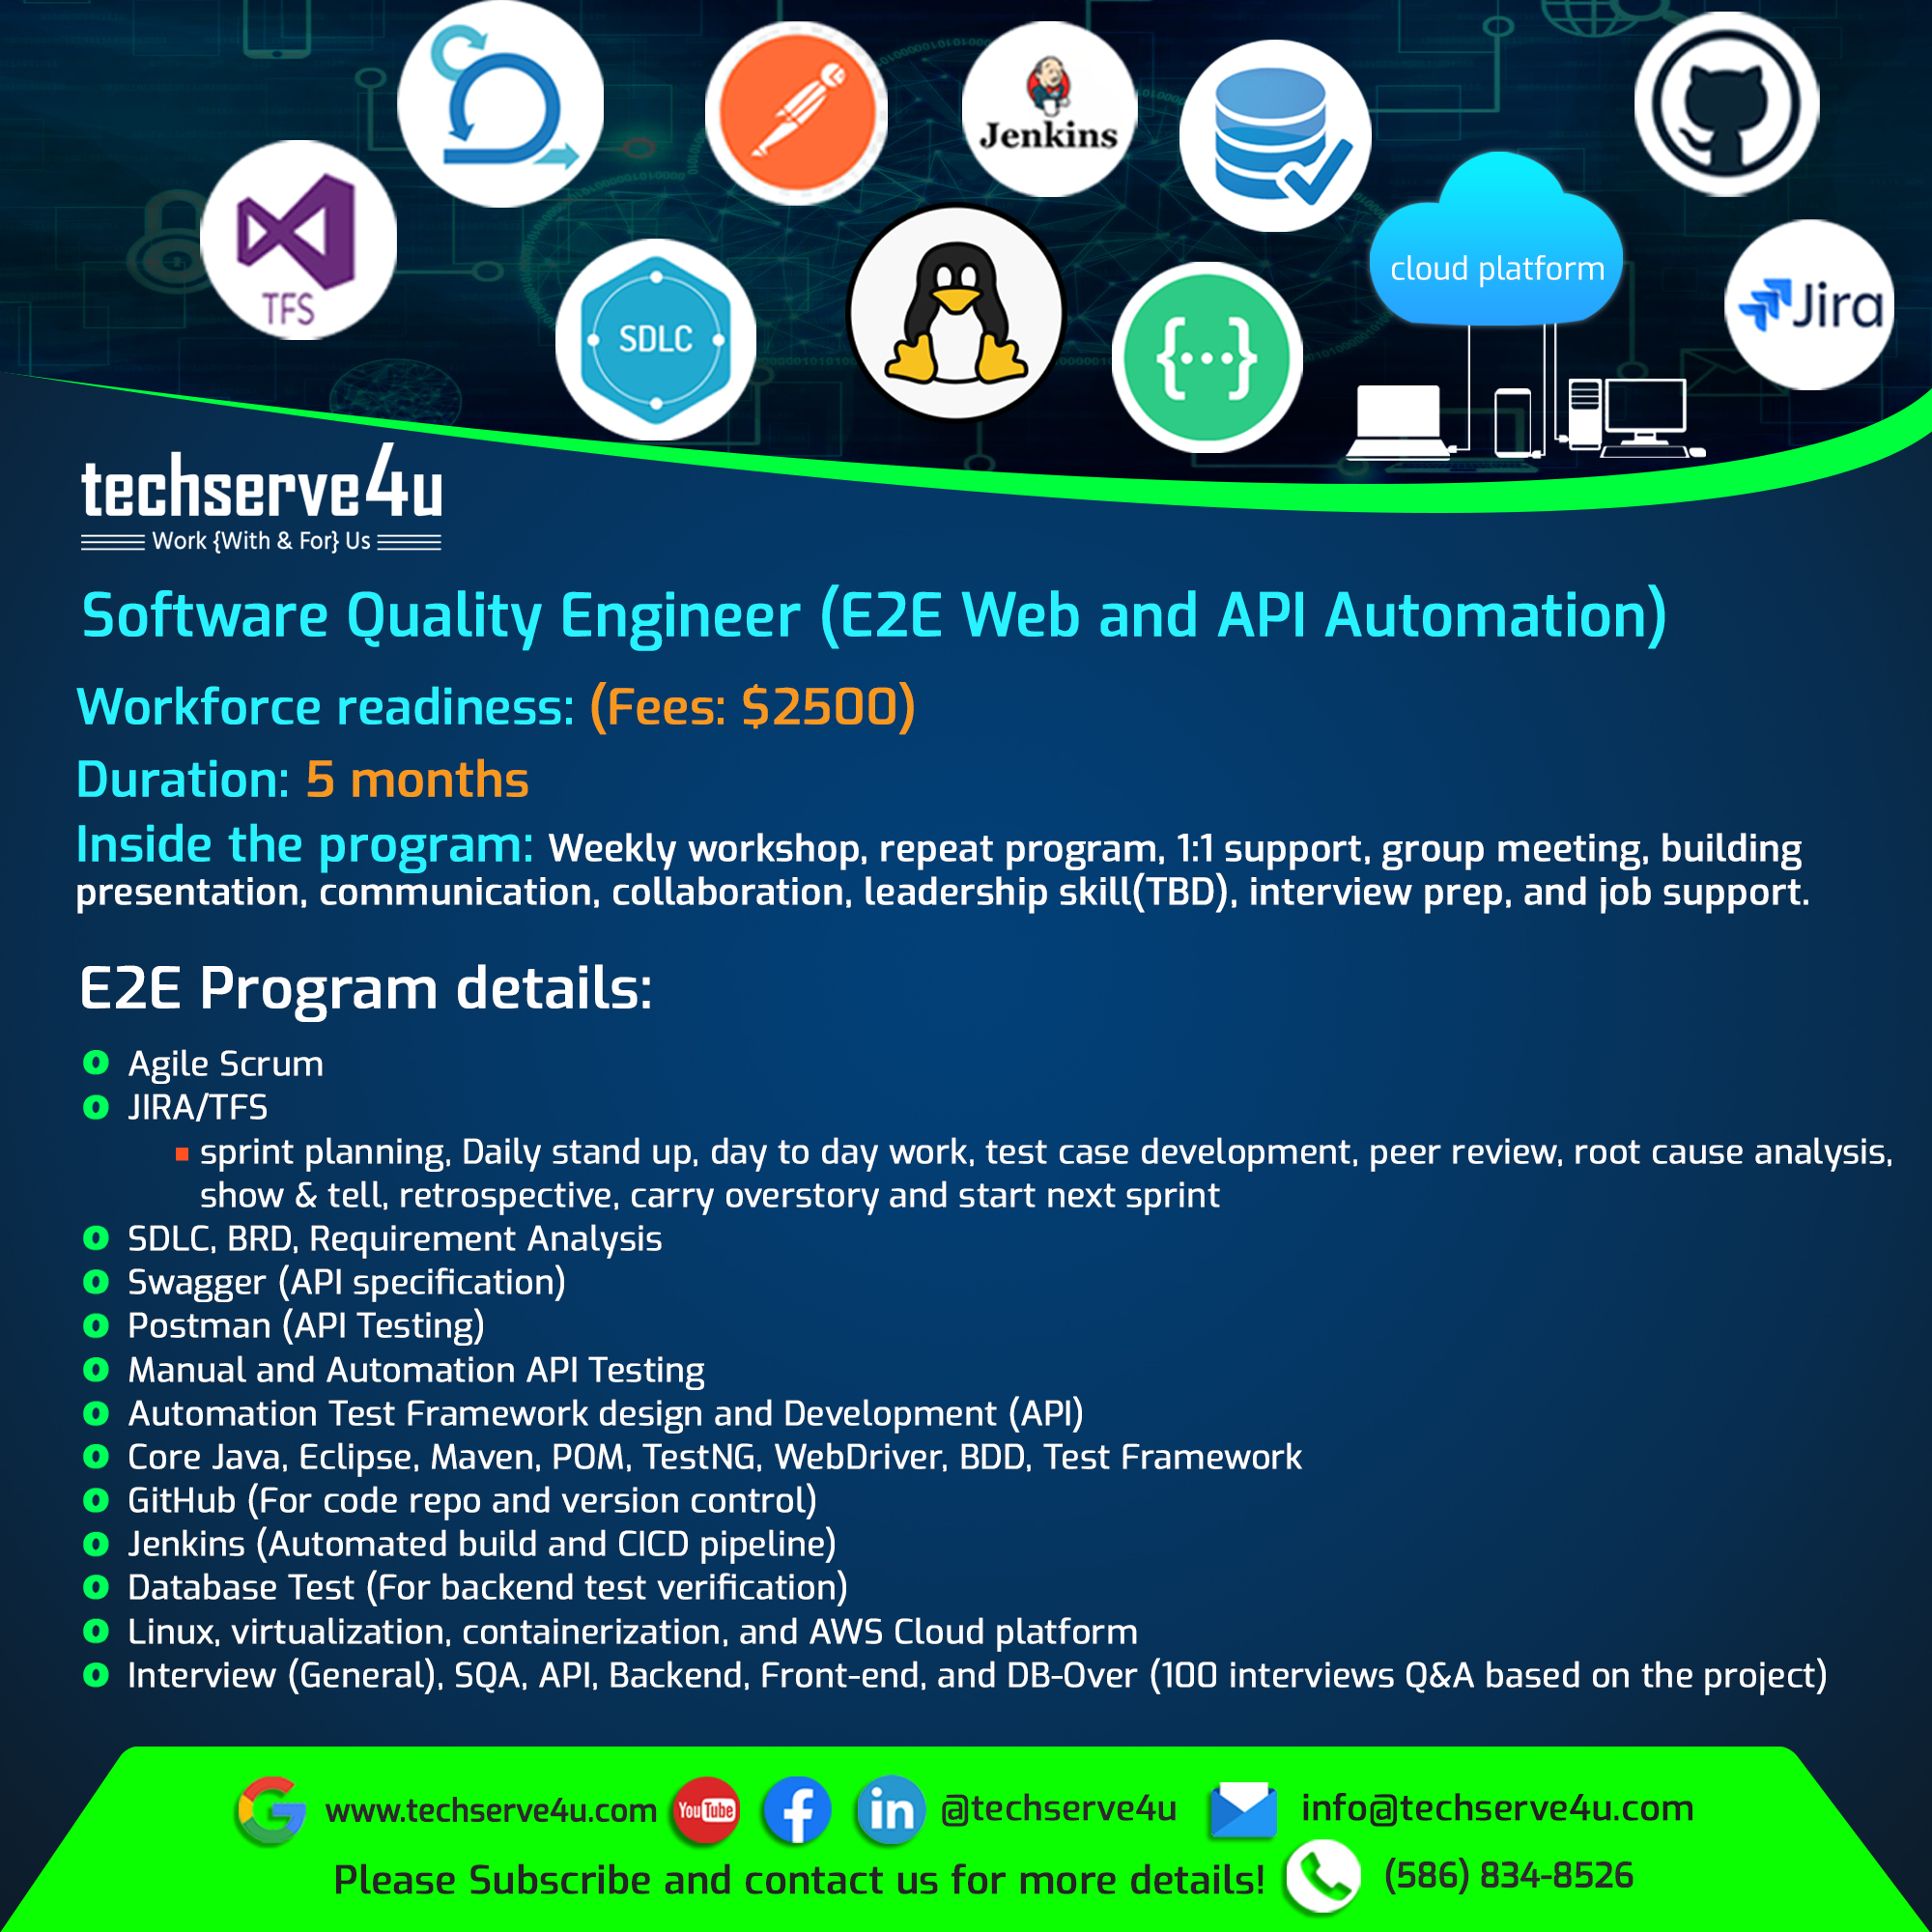 Jenkins
TFS
SDLC
{...}
cloud platform
Jira
techserve4u
Work {With & For} Us
Software Quality Engineer (E2E Web and API Automation)
Workforce readiness: (Fees: $2500)
Duration: 5 months
Inside the program: Weekly workshop, repeat program, 1:1 support, group meeting, building
presentation, communication, collaboration, leadership skill(TBD), interview prep, and job support.
E2E Program details:
Agile Scrum
JIRA/TFS
sprint planning, Daily stand up, day to day work, test case development, peer review, root cause analysis,
show & tell, retrospective, carry overstory and start next sprint
SDLC, BRD, Requirement Analysis
Swagger (API specification)
Postman (API Testing)
Manual and Automation API Testing
Automation Test Framework design and Development (API)
Core Java, Eclipse, Maven, POM, TestNG, WebDriver, BDD, Test Framework
GitHub (For code repo and version control)
Jenkins (Automated build and CICD pipeline)
Database Test (For backend test verification)
Linux, virtualization, containerization, and AWS Cloud platform
Interview (General), SQA, API, Backend, Front-end, and DB-Over (100 interviews Q&A based on the project)
www.techserve4u.com YouTube f in @techserve4u info@techserve4u.com
Please Subscribe and contact us for more details! (586) 834-8526